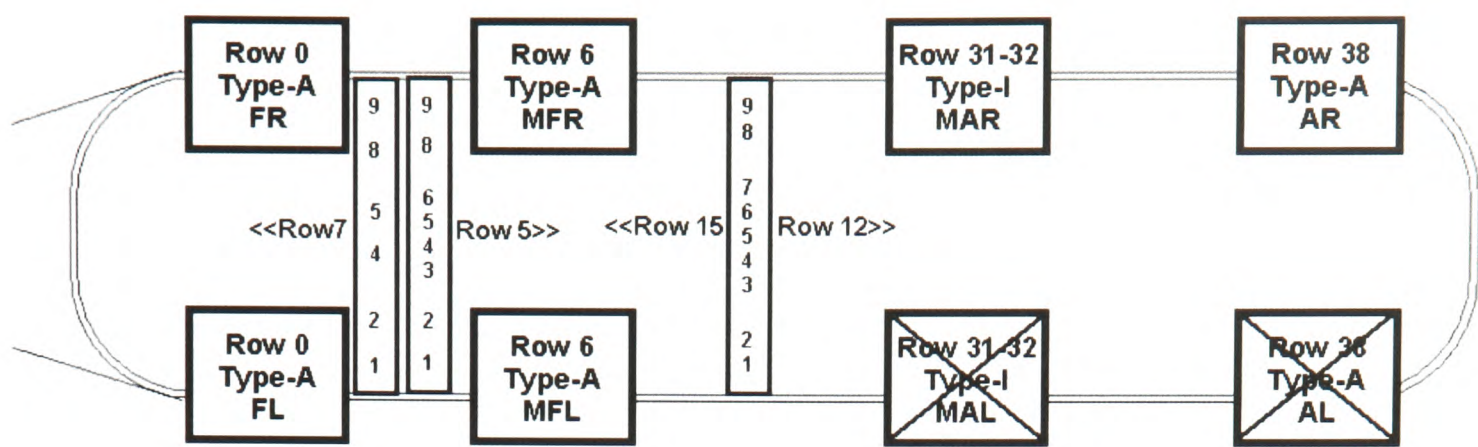 Row 0
Type-A
FR
Row 6
Type-A
MFR
Row 31-32
Type-I
MAR
Row 38
Type-A
AR
9
8
5
4
2
1
9
8
6
5
4
3
2
1
9
8
7
6
5
4
3
2
1
<<Row7
Row 5>>
<<Row 15
Row 12>>
Row 0
Type-A
FL
Row 6
Type-A
MFL
Row 31-32
Type-I
MAL
Row 38
Type-A
AL